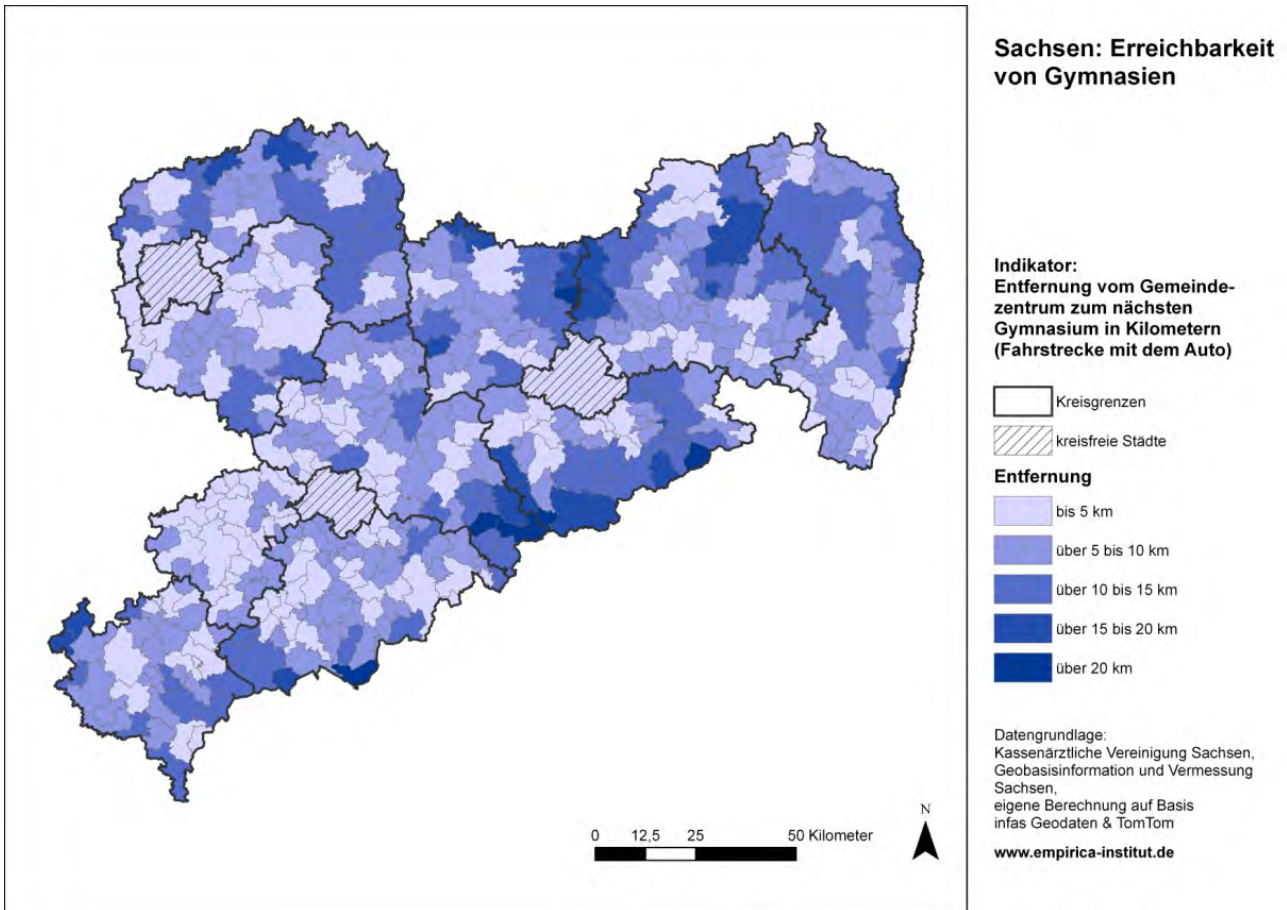 Sachsen: Erreichbarkeit
von Gymnasien
Indikator:
Entfernung vom Gemeinde-
zentrum zum nächsten
Gymnasium in Kilometern
(Fahrstrecke mit dem Auto)
Kreisgrenzen
kreisfreie Städte
Entfernung
bis 5 km
über 5 bis 10 km
über 10 bis 15 km
über 15 bis 20 km
über 20 km
Datengrundlage:
Kassenärztliche Vereinigung Sachsen,
Geobasisinformation und Vermessung
Sachsen,
eigene Berechnung auf Basis
infas Geodaten & TomTom
www.empirica-institut.de
N
0 12,5 25 50 Kilometer